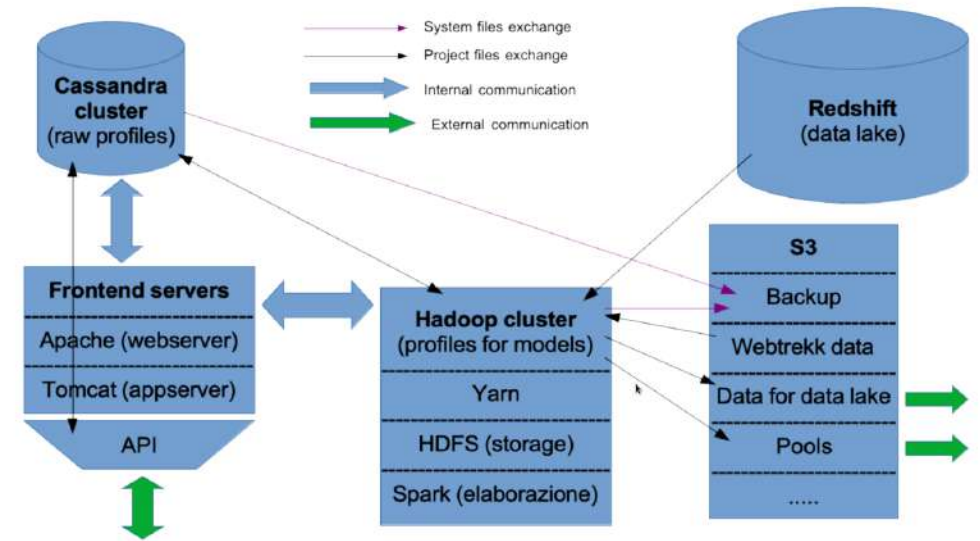 System files exchange
Project files exchange
Internal communication
External communication
Cassandra
cluster
(raw profiles)
Redshift
(data lake)
Frontend servers
Apache (webserver)
Tomcat (appserver)
API
Hadoop cluster
(profiles for models)
Yarn
HDFS (storage)
Spark (elaborazione)
S3
Backup
Webtrekk data
Data for data lake
Pools
.....